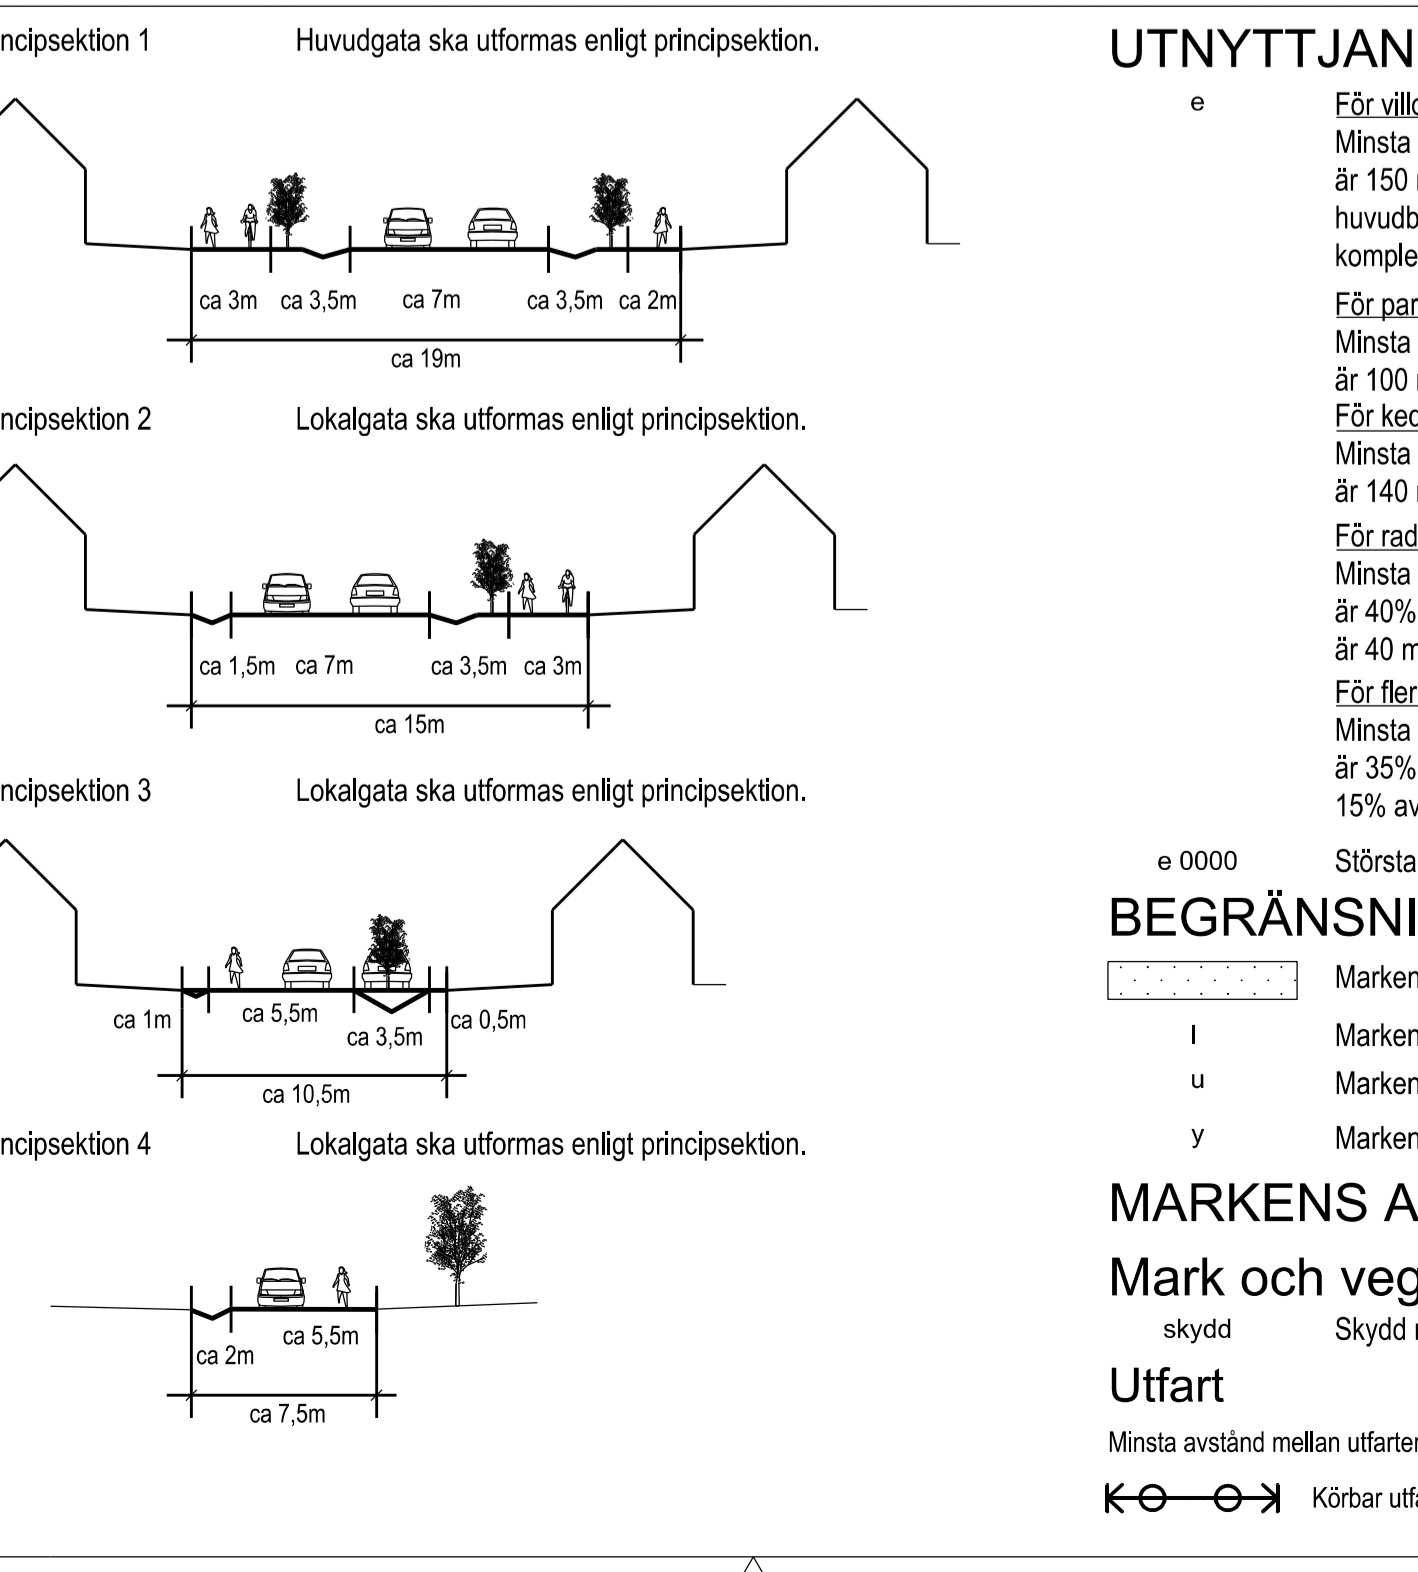 ncipsektion 1 Huvudgata ska utformas enligt principsektion.
ca 3m ca 3,5m ca 7m ca 3,5m ca 2m
ca 19m
ncipsektion 2 Lokalgata ska utformas enligt principsektion.
ca 1,5m ca 7m ca 3,5m ca 3m
ca 15m
ncipsektion 3 Lokalgata ska utformas enligt principsektion.
ca 1m ca 5,5m ca 3,5m ca 0,5m
ca 10,5m
ncipsektion 4 Lokalgata ska utformas enligt principsektion.
ca 2m ca 5,5m
ca 7,5m
UTNYTTJAN
e För villo
Minsta
är 150
huvudb
komple
För par
Minsta
är 100
För ked
Minsta
är 140
För rad
Minsta
är 40%
är 40 m
För fler
Minsta
är 35%
15% av
e 0000 Största
BEGRÄNSNI
Marken
l Marken
u Marken
y Marken
MARKENS A
Mark och veg
skydd Skydd
Utfart
Minsta avstånd mellan utfarter
Körbar utfa